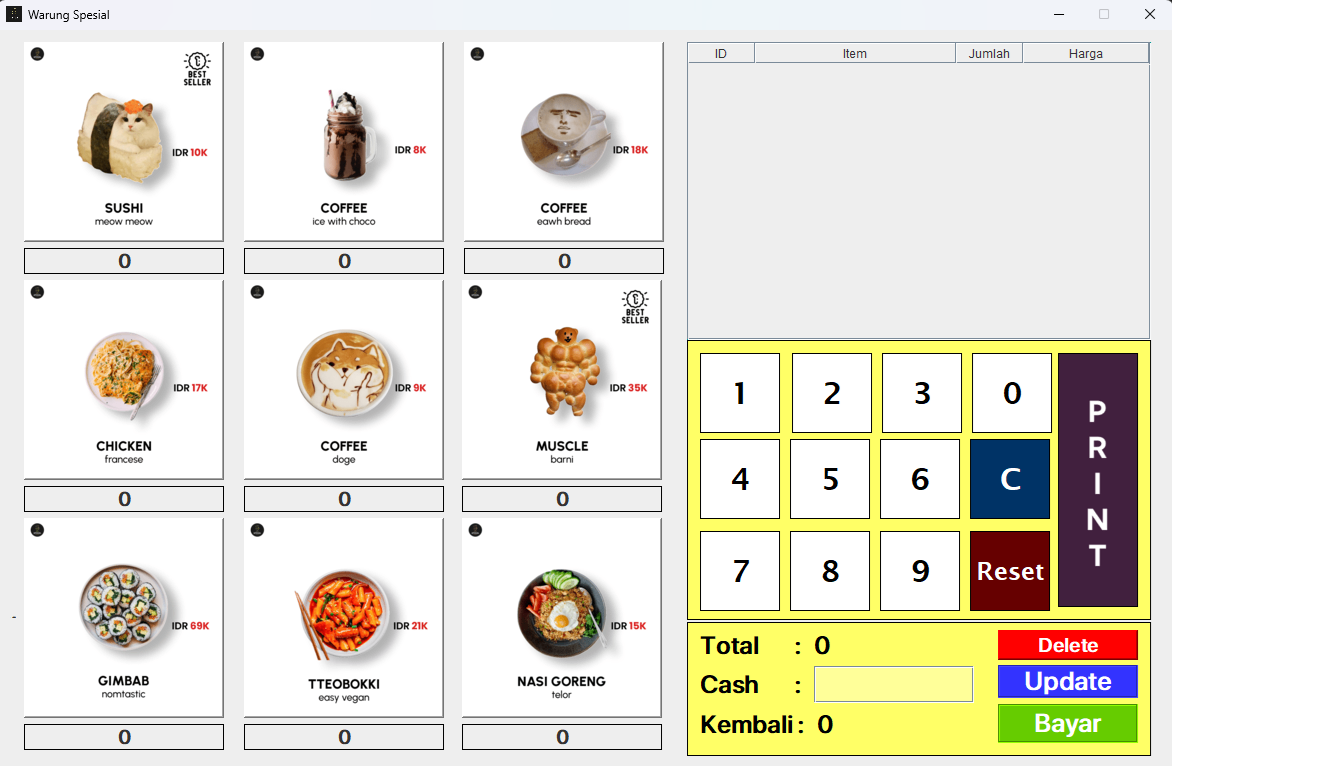 Warung Spesial
BEST
SELLER
IDR 10K
SUSHI
meow meow
0
IDR 8K
COFFEE
ice with choco
0
IDR 18K
COFFEE
eawh bread
0
IDR 17K
CHICKEN
francese
0
IDR 9K
COFFEE
doge
0
BEST
SELLER
IDR 35K
MUSCLE
barni
0
-
IDR 69K
GIMBAB
nomtastic
0
IDR 21K
TTEOBOKKI
easy vegan
0
IDR 15K
NASI GORENG
telor
0
ID Item Jumlah Harga
1 2 3 0
4 5 6 C
7 8 9 Reset
PRINT
Total : 0
Cash :
Kembali : 0
Delete
Update
Bayar